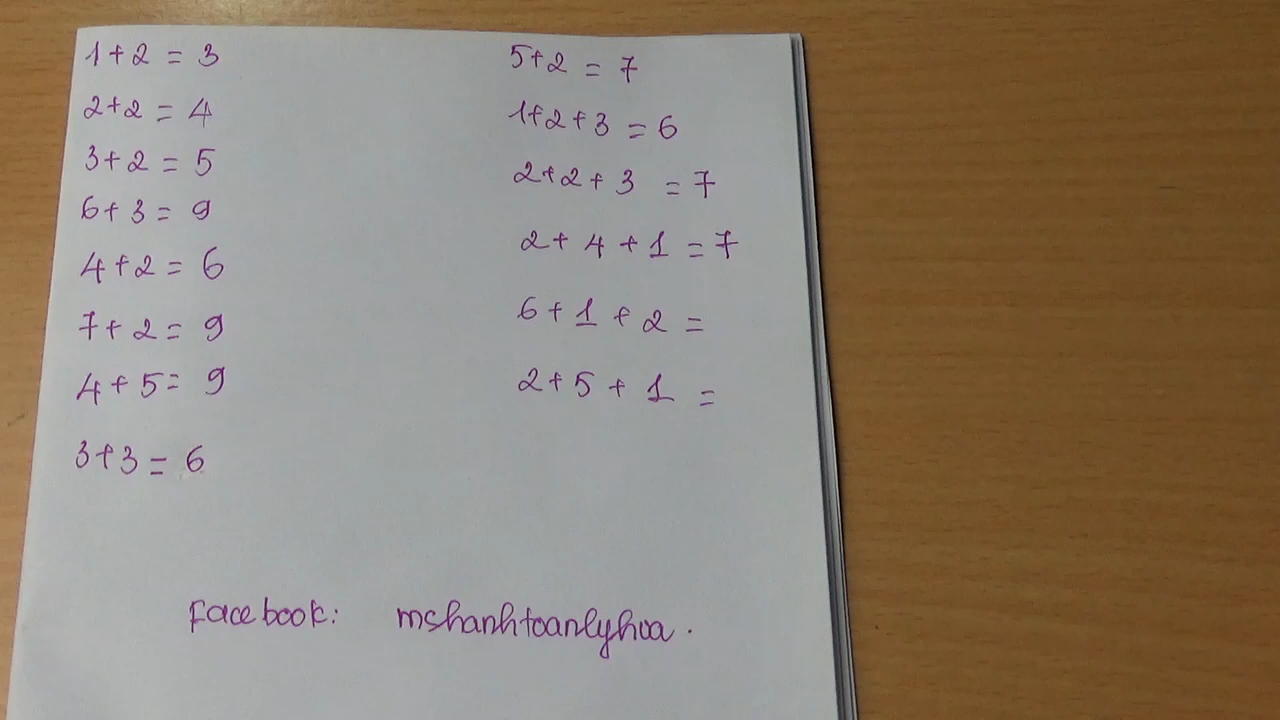 1+2 = 3
2+2 = 4
3+2 = 5
6+3 = 9
4+2 = 6
7+2 = 9
4+5 = 9
3+3 = 6
5+2 = 7
1+2+3 = 6
2+2+3 = 7
2+4+1 = 7
6+1+2 =
2+5+1 =
Facebook: mshanhtoanlyhoa.